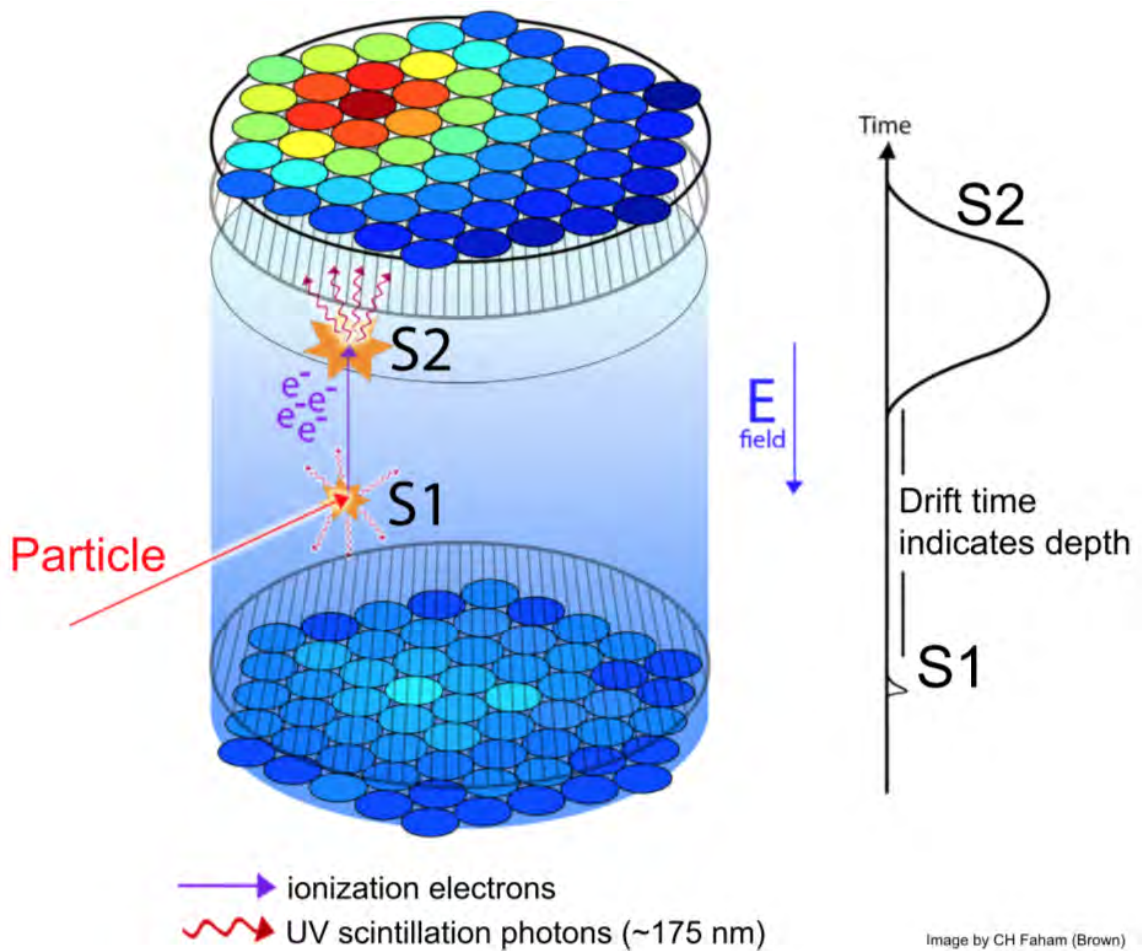 Time
S2
S2
e-
e-
e-
e-
e-
E
field
S1
Drift time
indicates depth
Particle
S1
ionization electrons
UV scintillation photons (~175 nm)
Image by CH Faham (Brown)